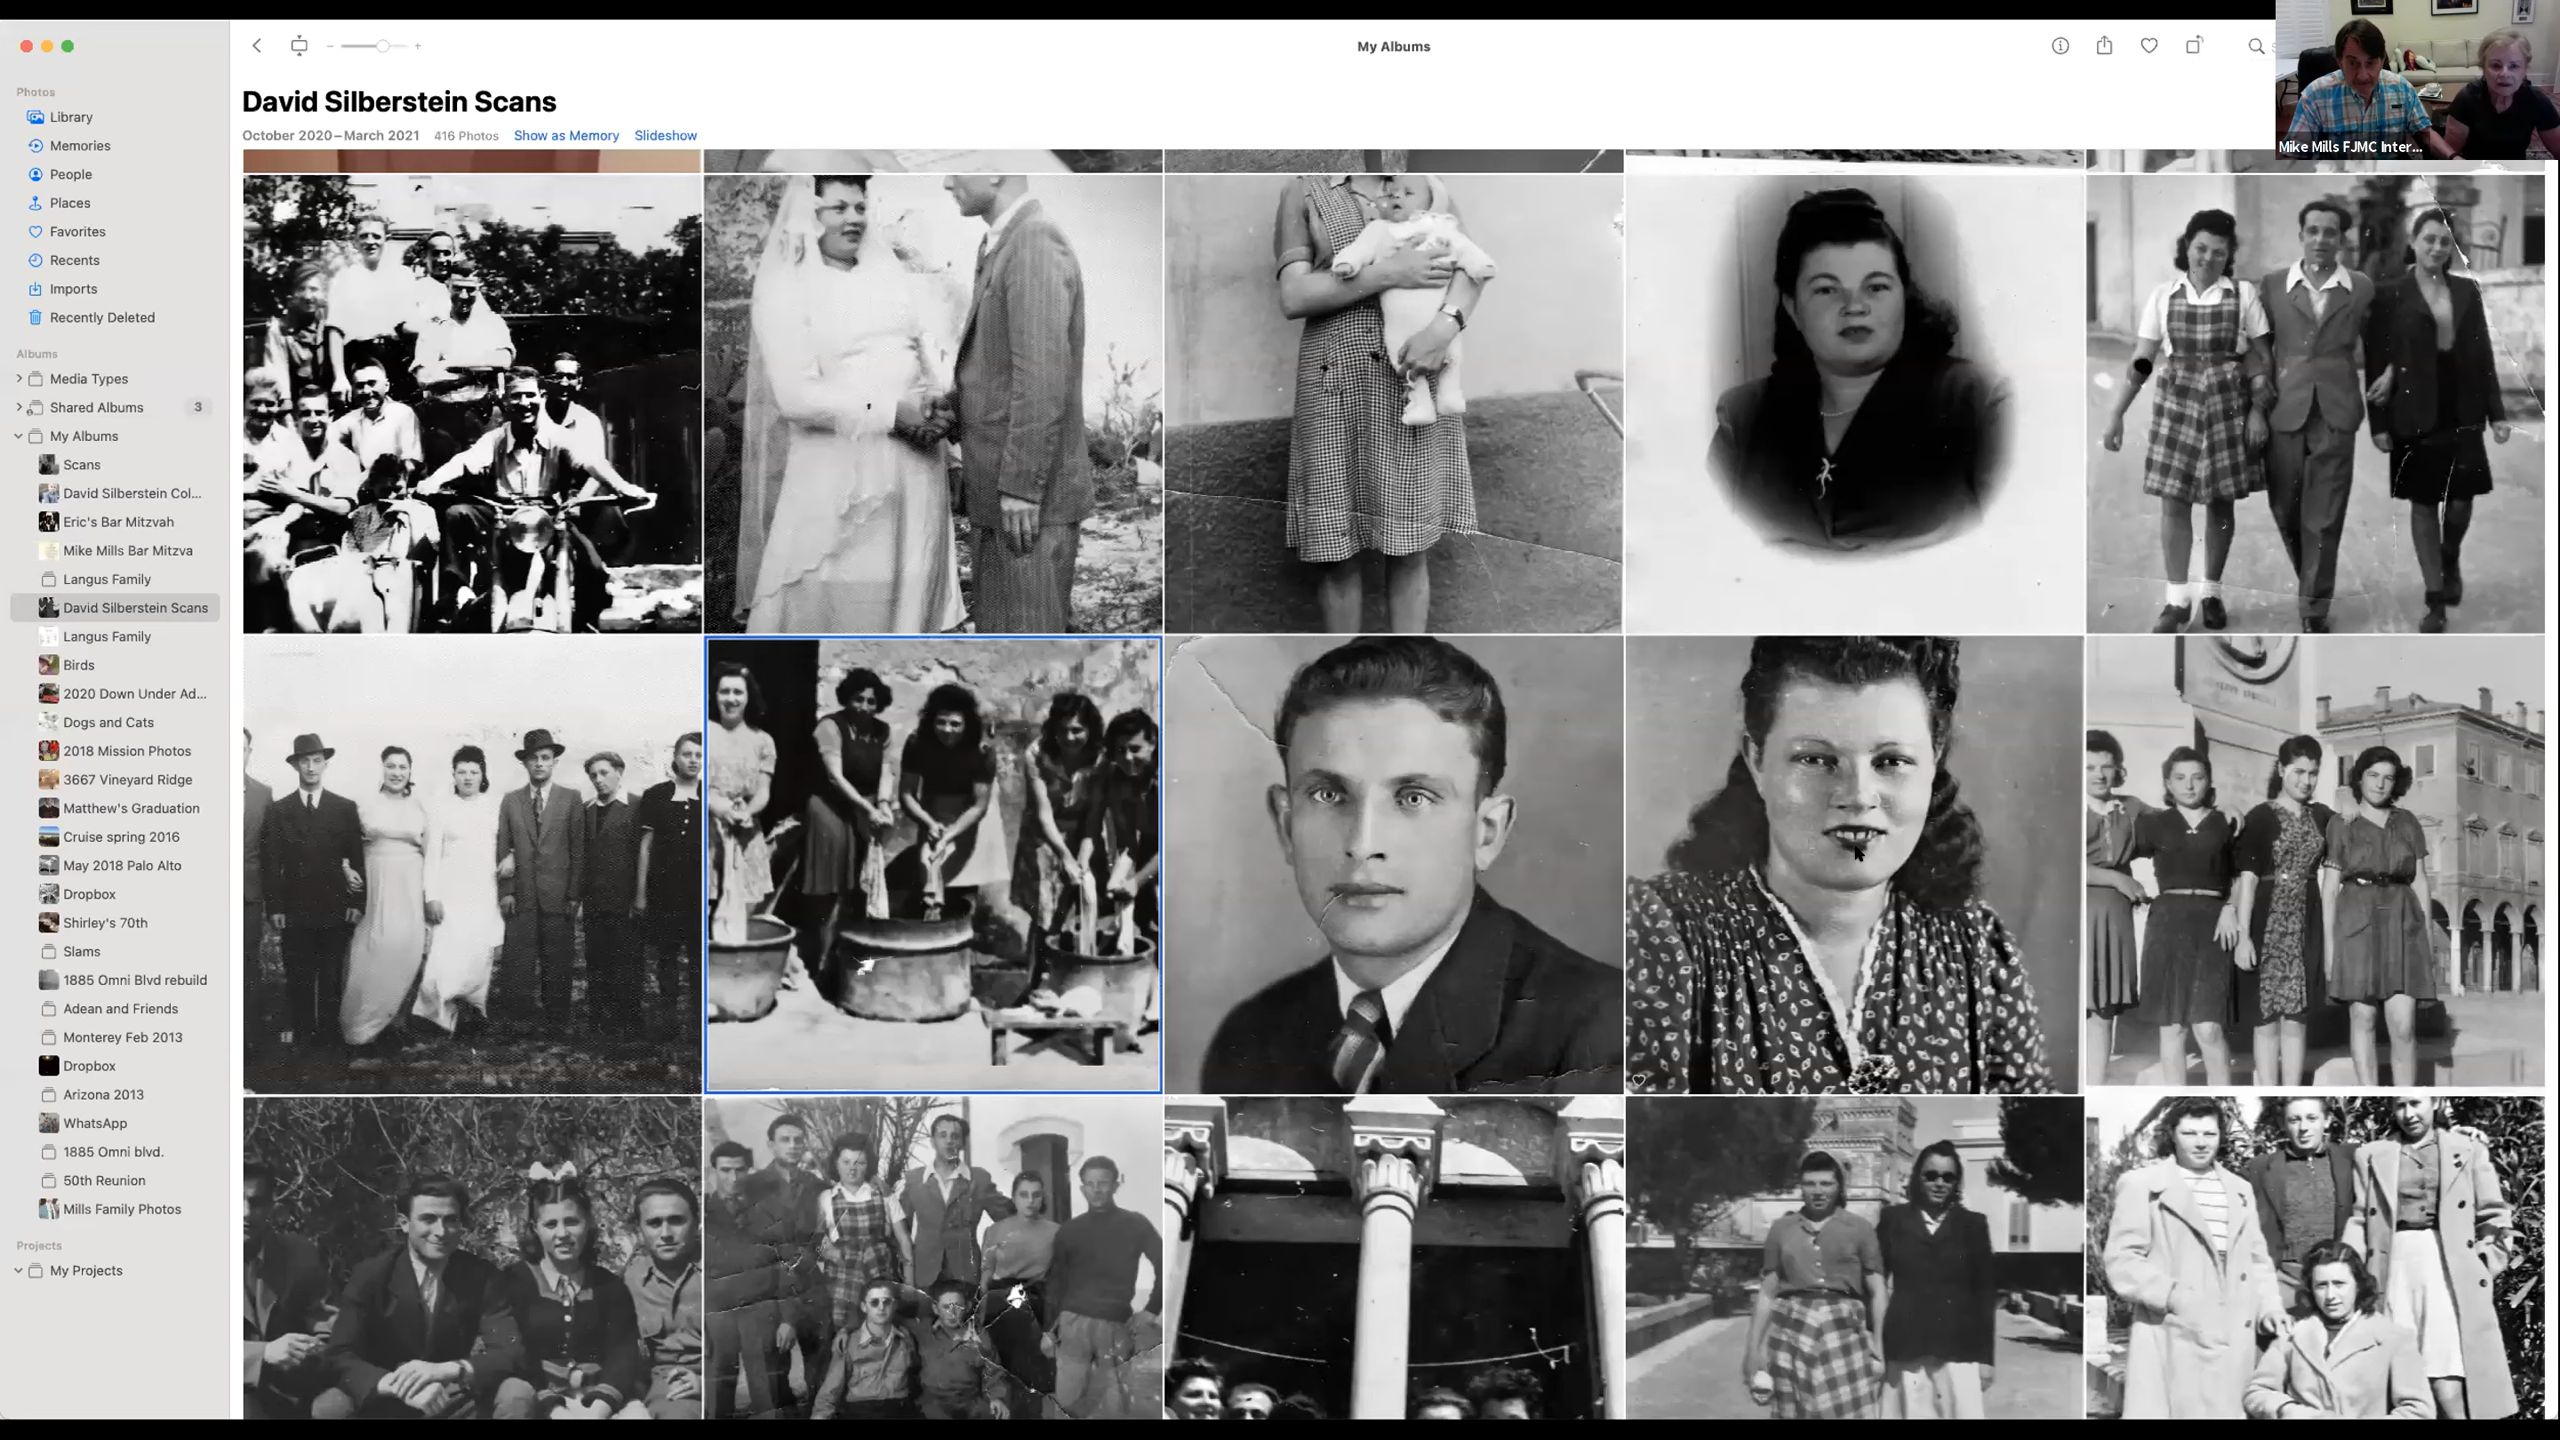 My Albums
David Silberstein Scans
October 2020–March 2021 416 Photos Show as Memory Slideshow
Mike Mills FJMC Inter...
Photos
Library
Memories
People
Places
Favorites
Recents
Imports
Recently Deleted
Albums
Media Types
Shared Albums 3
My Albums
Scans
David Silberstein Col...
Eric's Bar Mitzvah
Mike Mills Bar Mitzva
Langus Family
David Silberstein Scans
Langus Family
Birds
2020 Down Under Ad...
Dogs and Cats
2018 Mission Photos
3667 Vineyard Ridge
Matthew's Graduation
Cruise spring 2016
May 2018 Palo Alto
Dropbox
Shirley's 70th
Slams
1885 Omni Blvd rebuild
Adean and Friends
Monterey Feb 2013
Dropbox
Arizona 2013
WhatsApp
1885 Omni blvd.
50th Reunion
Mills Family Photos
Projects
My Projects